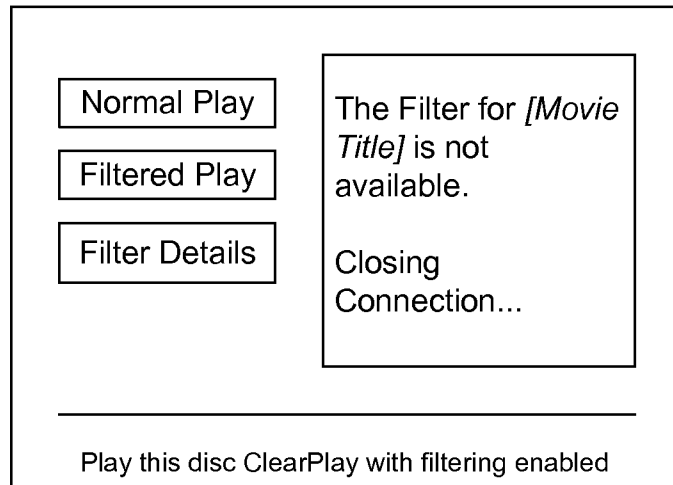 Normal Play
Filtered Play
Filter Details
The Filter for [Movie
Title] is not
available.
Closing
Connection...
Play this disc ClearPlay with filtering enabled